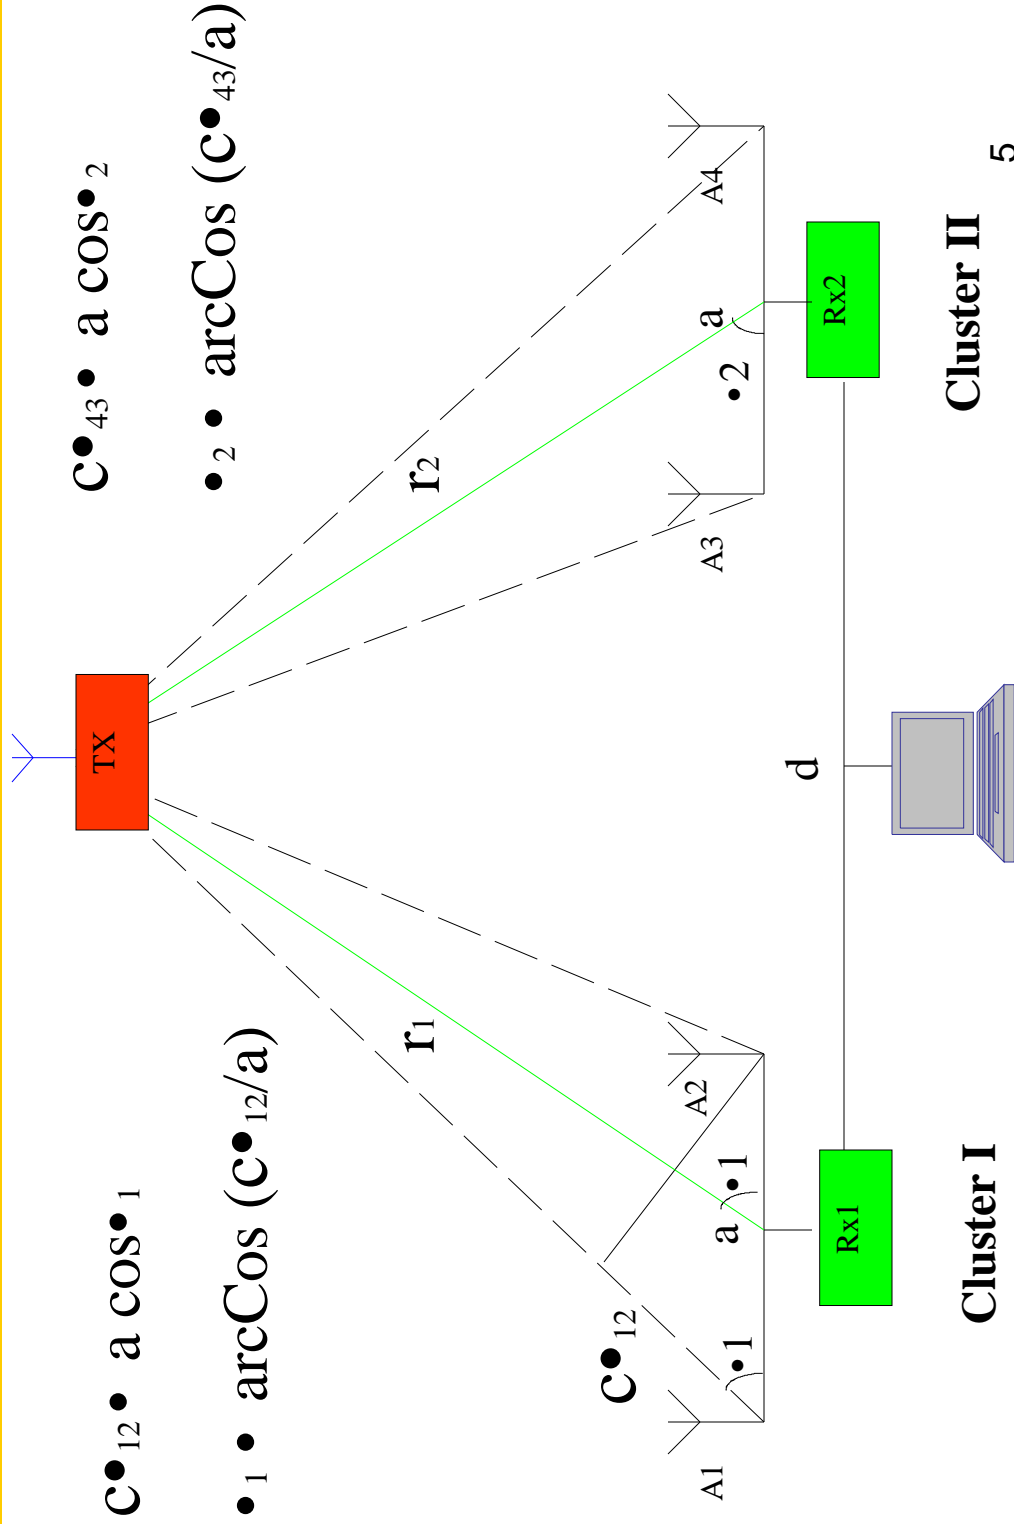 c•₁₂ • a cos•₁
•₁ • arcCos (c•₁₂/a)
c•₄₃ • a cos•₂
•₂ • arcCos (c•₄₃/a)
TX
r₁
r₂
c•₁₂
A1
•1
a
•1
A2
A3
•2
a
A4
Rx1
d
Rx2
Cluster I
Cluster II
5